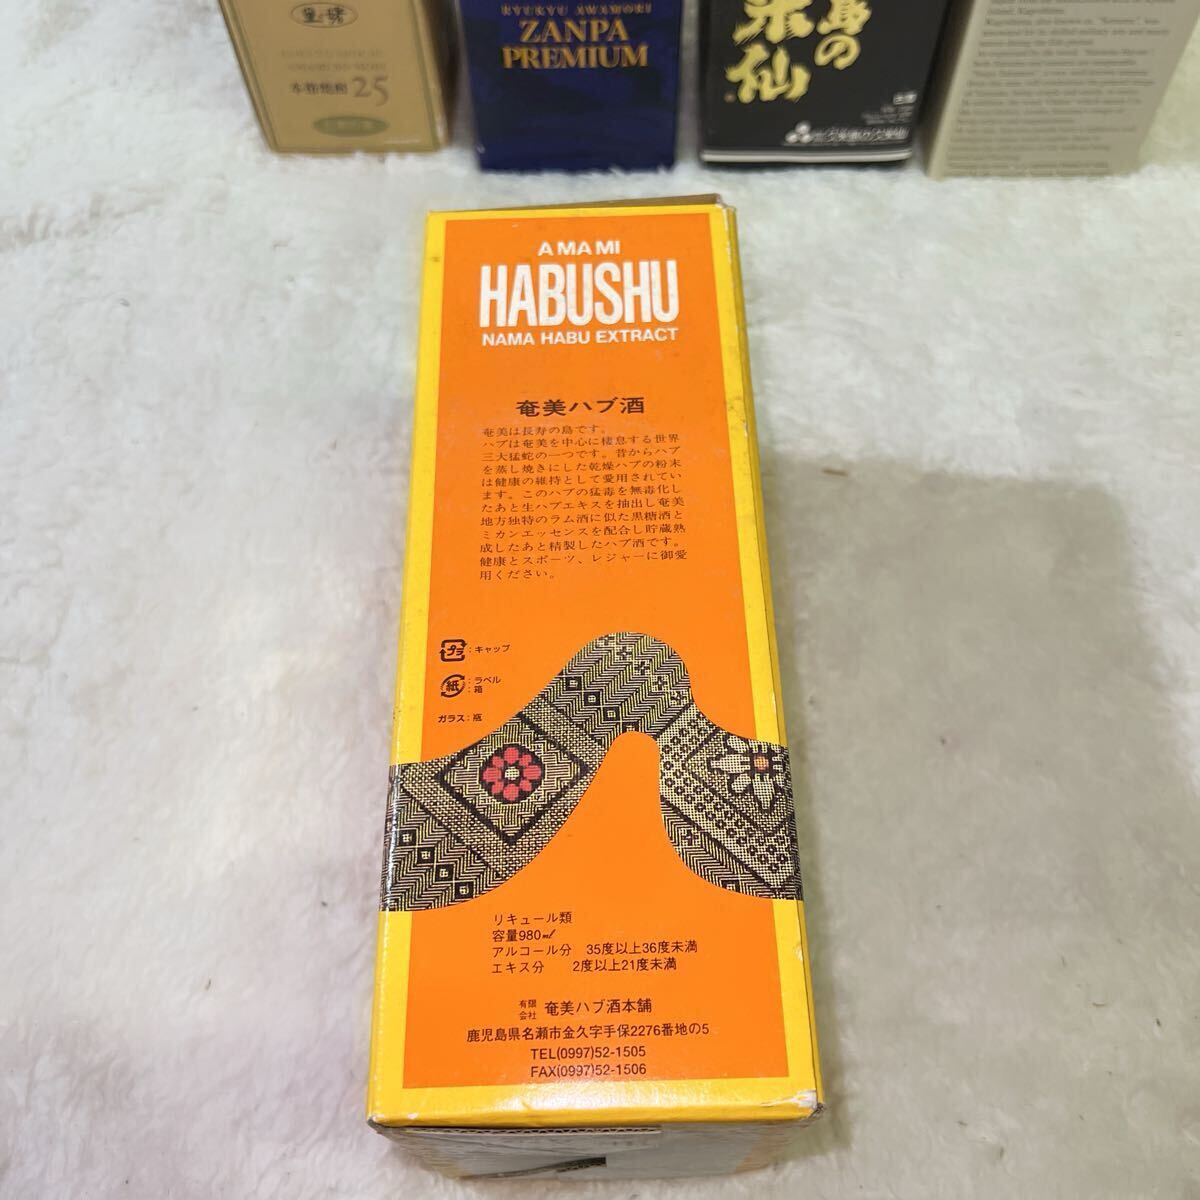 本格焼酎25
RYUKYU AWAMORI
ZANPA
PREMIUM
島の
米仙
AMAMI
HABUSHU
NAMA HABU EXTRACT
奄美ハブ酒
奄美は長寿の島です。
ハブは奄美を中心に棲息する世界
三大猛蛇の一つです。昔からハブ
を蒸し焼きにした乾燥ハブの粉末
は健康の維持として愛用されてい
ます。このハブの猛毒を無毒化し
たあと生ハブエキスを抽出し奄美
地方独特のラム酒に似た黒糖酒と
ミカンエッセンスを配合し貯蔵熟
成したあと精製したハブ酒です。
健康とスポーツ、レジャーに御愛
用ください。
プラ:キャップ
紙:ラベル
:箱
ガラス:瓶
リキュール類
容量980㎖
アルコール分 35度以上36度未満
エキス分 2度以上21度未満
有限会社 奄美ハブ酒本舗
鹿児島県名瀬市金久字手保2276番地の5
TEL(0997)52-1505
FAX(0997)52-1506